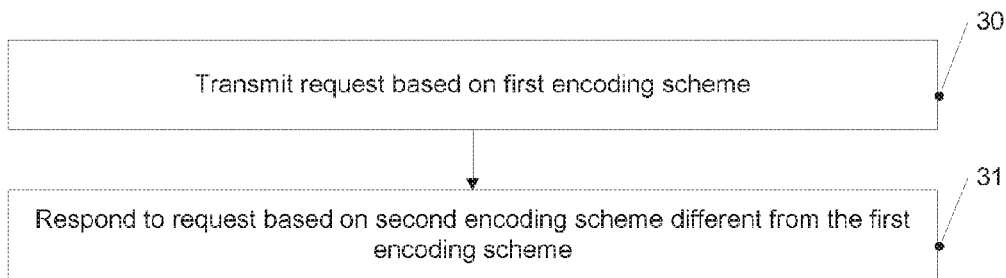 30
Transmit request based on first encoding scheme
31
Respond to request based on second encoding scheme different from the first
encoding scheme